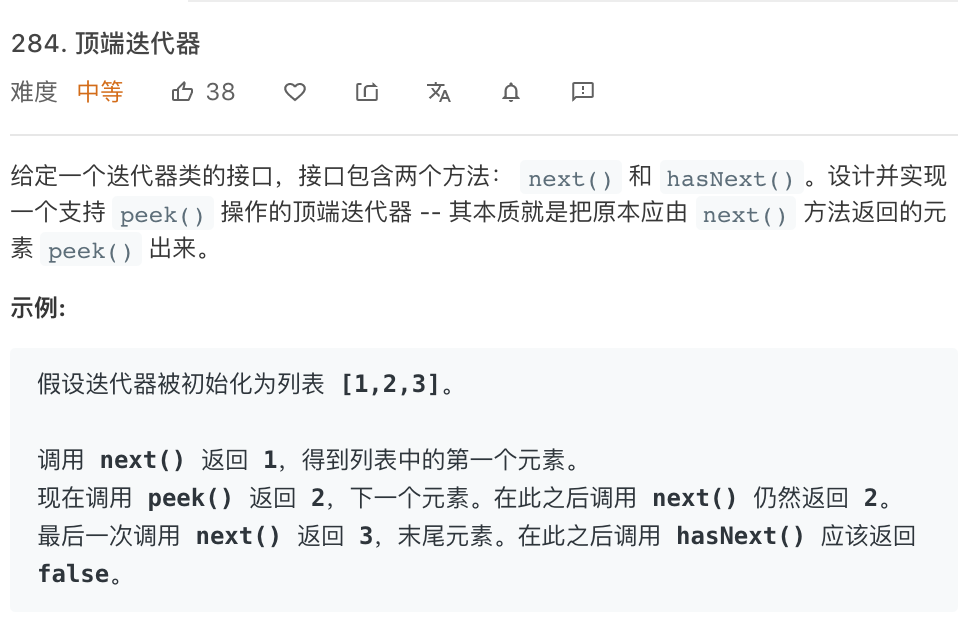 284. 顶端迭代器
难度 中等 38
给定一个迭代器类的接口，接口包含两个方法： next() 和 hasNext() 。设计并实现
一个支持 peek() 操作的顶端迭代器 -- 其本质就是把原本应由 next() 方法返回的元
素 peek() 出来。
示例:
假设迭代器被初始化为列表 [1,2,3]。
调用 next() 返回 1，得到列表中的第一个元素。
现在调用 peek() 返回 2，下一个元素。在此之后调用 next() 仍然返回 2。
最后一次调用 next() 返回 3，末尾元素。在此之后调用 hasNext() 应该返回
false。